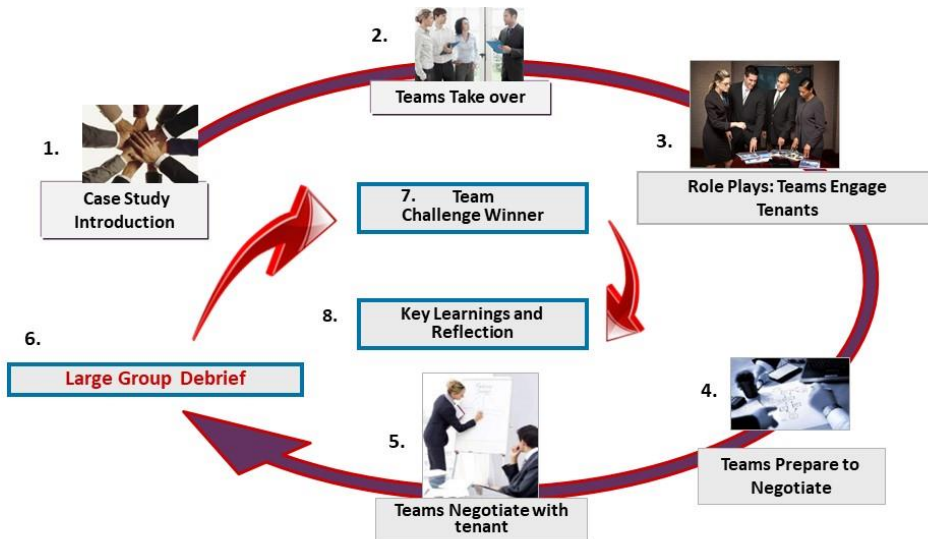 1.
Case Study
Introduction
2.
Teams Take over
3.
Role Plays: Teams Engage
Tenants
4.
Teams Prepare to
Negotiate
5.
Teams Negotiate with
tenant
6.
Large Group Debrief
7. Team
Challenge Winner
8.
Key Learnings and
Reflection